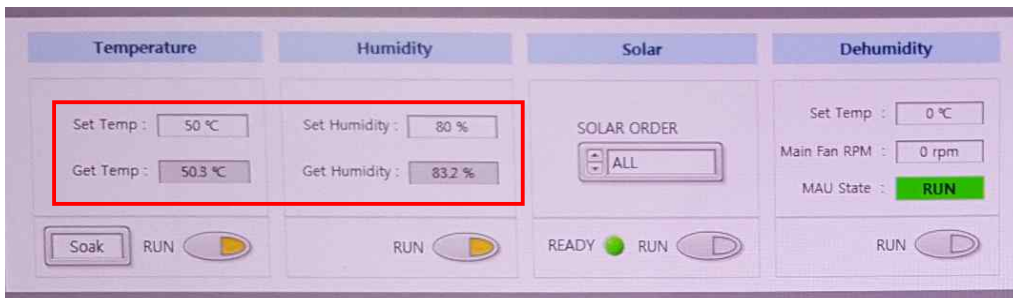 Temperature
Set Temp : 50 ℃
Get Temp : 50.3 ℃
Soak RUN
Humidity
Set Humidity : 80 %
Get Humidity : 83.2 %
RUN
Solar
SOLAR ORDER
ALL
READY RUN
Dehumidity
Set Temp : 0 ℃
Main Fan RPM : 0 rpm
MAU State : RUN
RUN